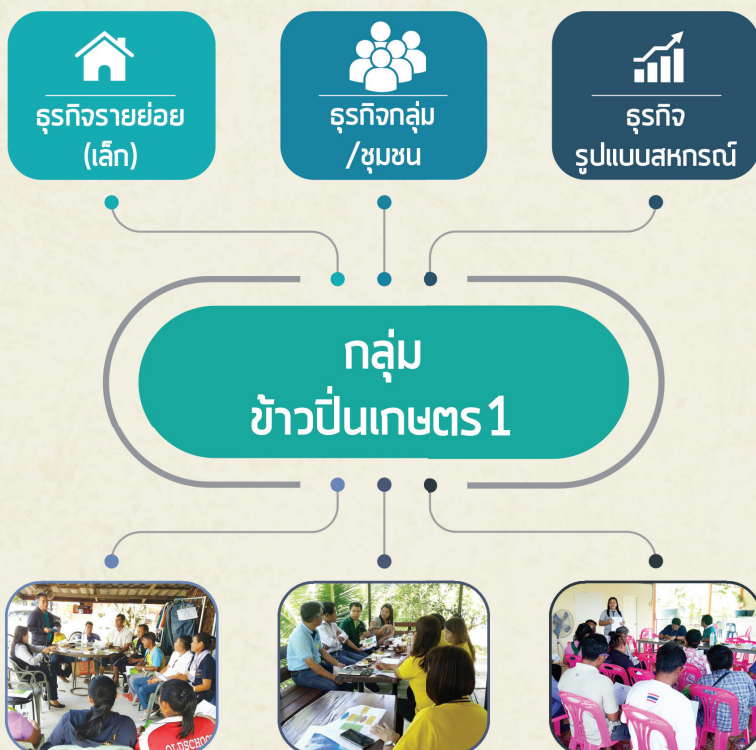 ธุรกิจรายย่อย
(เล็ก)
ธุรกิจกลุ่ม
/ชุมชน
ธุรกิจ
รูปแบบสหกรณ์
กลุ่ม
ข้าวปิ่นเกษตร 1
OLDSCHOOL